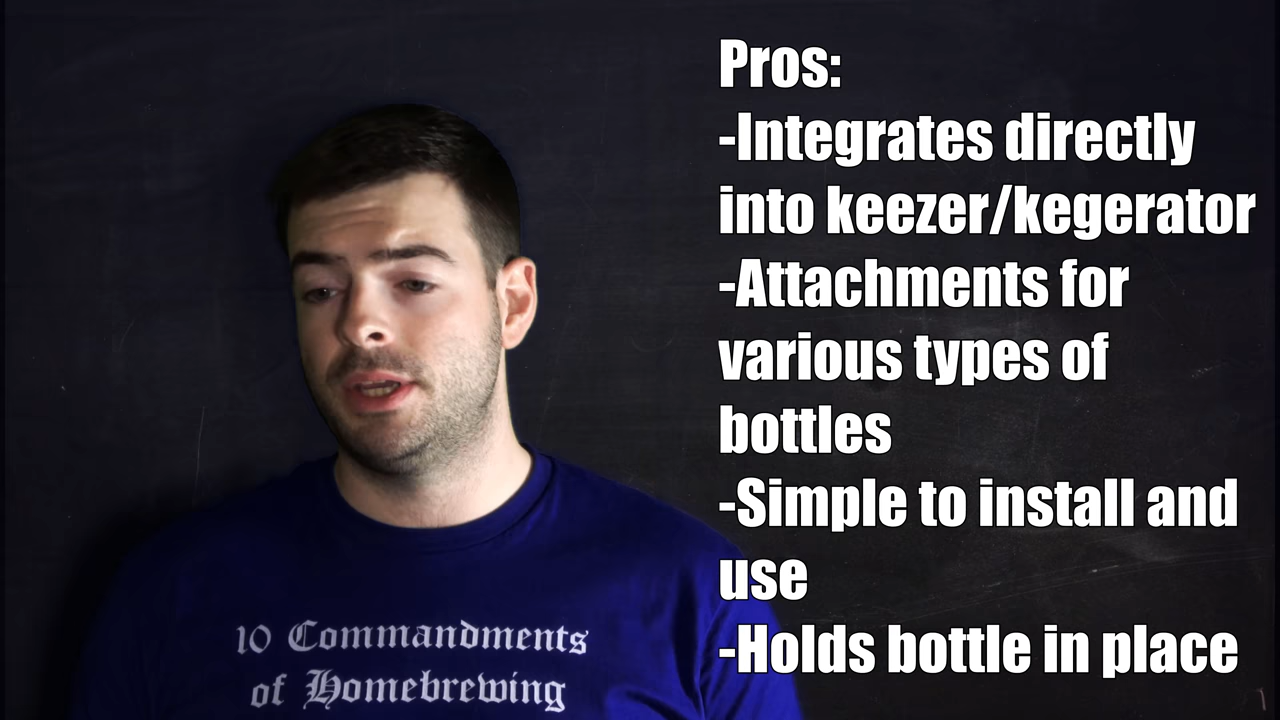 Pros:
-Integrates directly
into keezer/kegerator
-Attachments for
various types of
bottles
-Simple to install and
use
-Holds bottle in place
10 Commandments
of Homebrewing